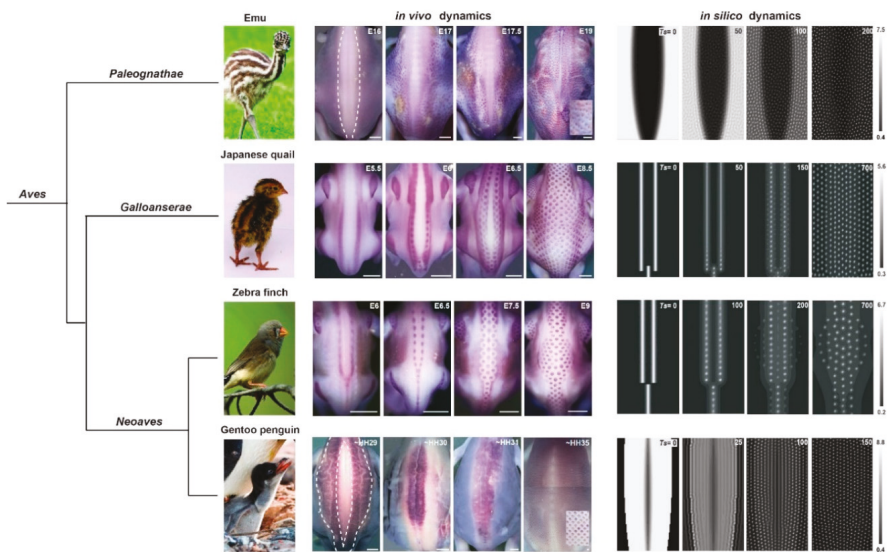 in vivo dynamics
in silico dynamics
Emu
Paleognathae
E16
E17
E17.5
E19
Ts= 0
50
100
200
7.5
0.4
Japanese quail
Aves
Galloanserae
E5.5
E6
E6.5
E8.5
Ts= 0
50
150
700
5.6
0.3
Zebra finch
E6
E6.5
E7.5
E9
Ts= 0
100
200
700
6.7
0.2
Neoaves
Gentoo penguin
~HH29
~HH30
~HH31
~HH35
Ts= 0
25
100
150
8.8